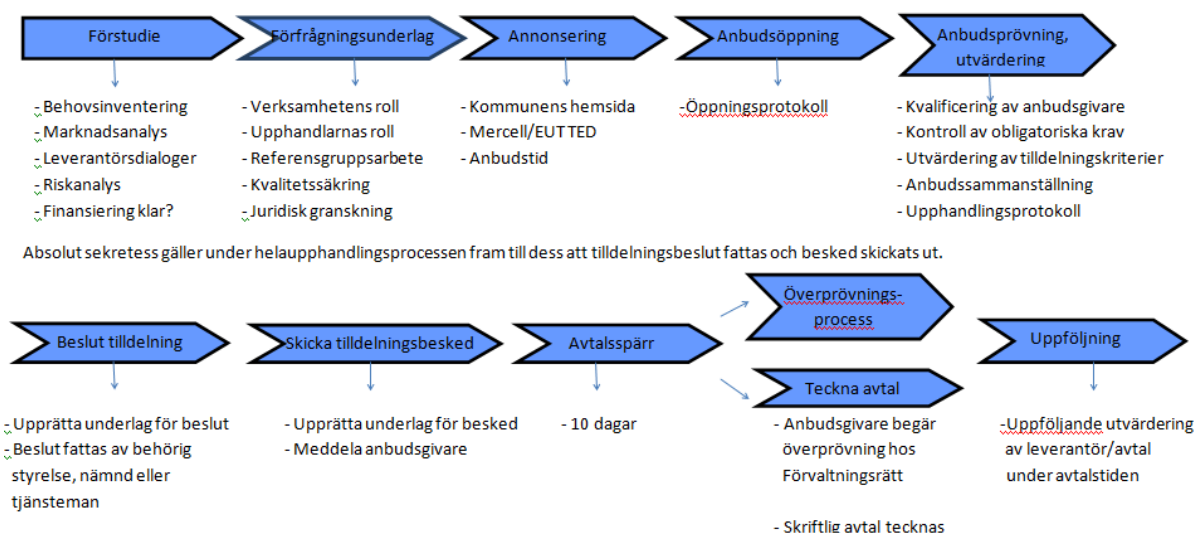 Förstudie
Förfrågningsunderlag
Annonsering
Anbudsöppning
Anbudsprövning,
utvärdering
- Behovsinventering
- Marknadsanalys
- Leverantörsdialoger
- Riskanalys
- Finansiering klar?
- Verksamhetens roll
- Upphandlarnas roll
- Referensgruppsarbete
- Kvalitetssäkring
- Juridisk granskning
- Kommunens hemsida
- Mercell/EUT TED
- Anbudstid
-Öppningsprotokoll
- Kvalificering av anbudsgivare
- Kontroll av obligatoriska krav
- Utvärdering av tilldelningskriterier
- Anbudssammanställning
- Upphandlingsprotokoll
Absolut sekretess gäller under helaupphandlingsprocessen fram till dess att tilldelningsbeslut fattas och besked skickats ut.
Beslut tilldelning
Skicka tilldelningsbesked
Avtalsspärr
Överprövnings-
process
Teckna avtal
Uppföljning
- Upprätta underlag för beslut
- Beslut fattas av behörig
styrelse, nämnd eller
tjänsteman
- Upprätta underlag för besked
- Meddela anbudsgivare
- 10 dagar
- Anbudsgivare begär
överprövning hos
Förvaltningsrätt
- Skriftlig avtal tecknas
-Uppföljande utvärdering
av leverantör/avtal
under avtalstiden